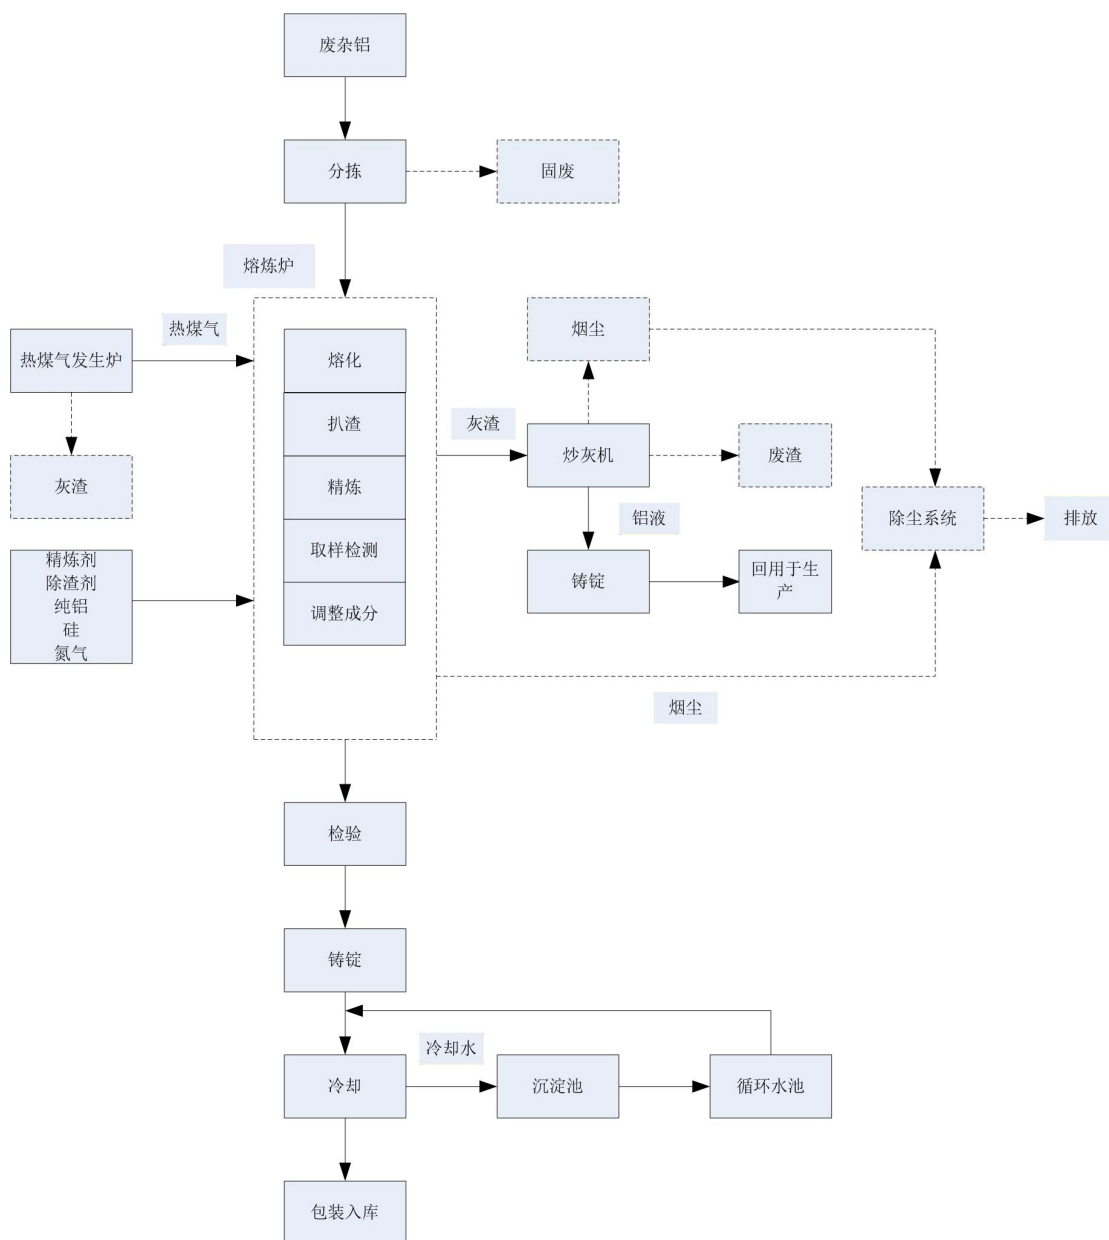 废杂铝
分拣
固废
熔炼炉
热煤气
烟尘
热煤气发生炉
熔化
灰渣
扒渣
炒灰机
废渣
灰渣
精炼
除尘系统
排放
铝液
取样检测
精炼剂
除渣剂
纯铝
硅
氮气
铸锭
回用于生
产
调整成分
烟尘
检验
铸锭
冷却水
冷却
沉淀池
循环水池
包装入库